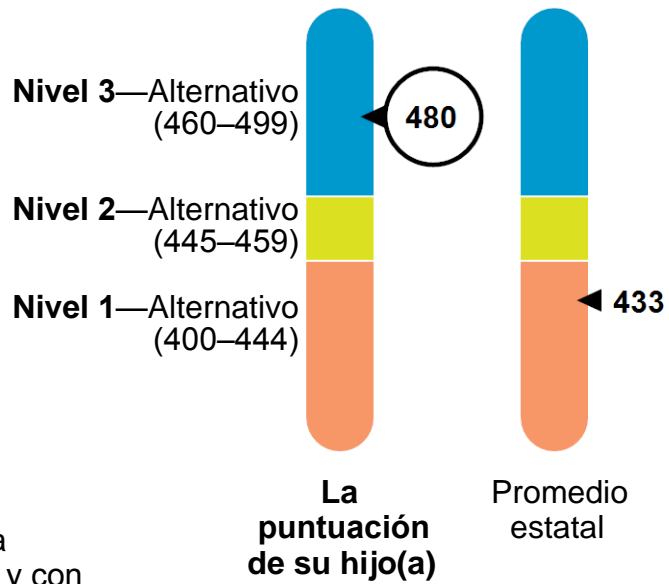 Nivel 3—Alternativo
(460–499)
480
Nivel 2—Alternativo
(445–459)
Nivel 1—Alternativo
(400–444)
433
La
puntuación
de su hijo(a)
Promedio
estatal
a
y con